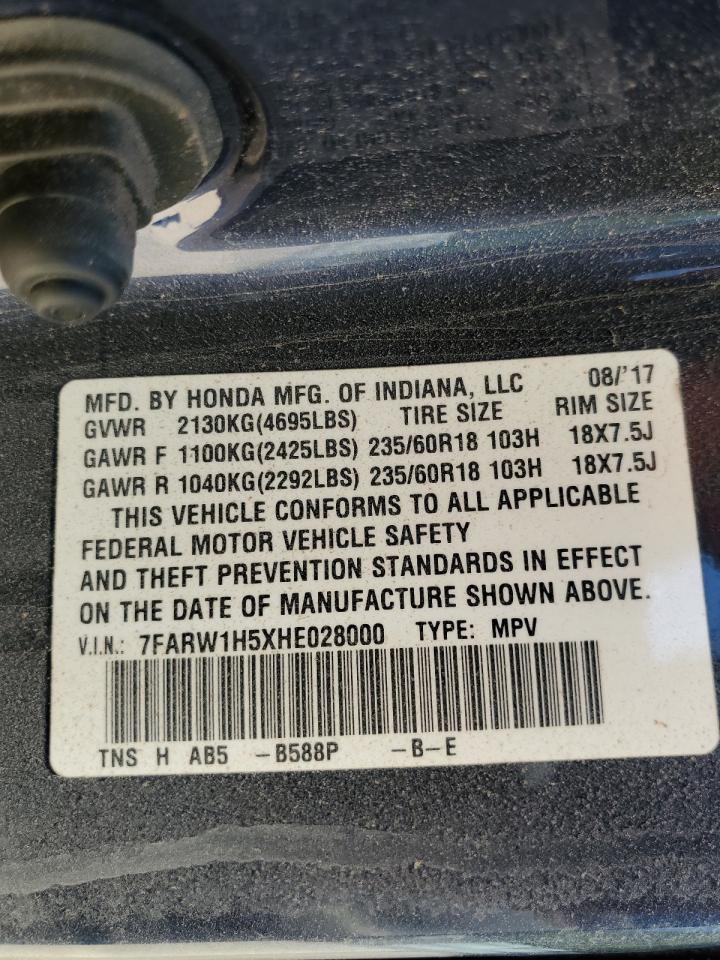 MFD. BY HONDA MFG. OF INDIANA, LLC 08/'17
GVWR 2130KG(4695LBS) TIRE SIZE RIM SIZE
GAWR F 1100KG(2425LBS) 235/60R18 103H 18X7.5J
GAWR R 1040KG(2292LBS) 235/60R18 103H 18X7.5J
THIS VEHICLE CONFORMS TO ALL APPLICABLE
FEDERAL MOTOR VEHICLE SAFETY
AND THEFT PREVENTION STANDARDS IN EFFECT
ON THE DATE OF MANUFACTURE SHOWN ABOVE.
V.I.N.: 7FARW1H5XHE028000 TYPE: MPV
TNS H AB5 -B588P -B-E